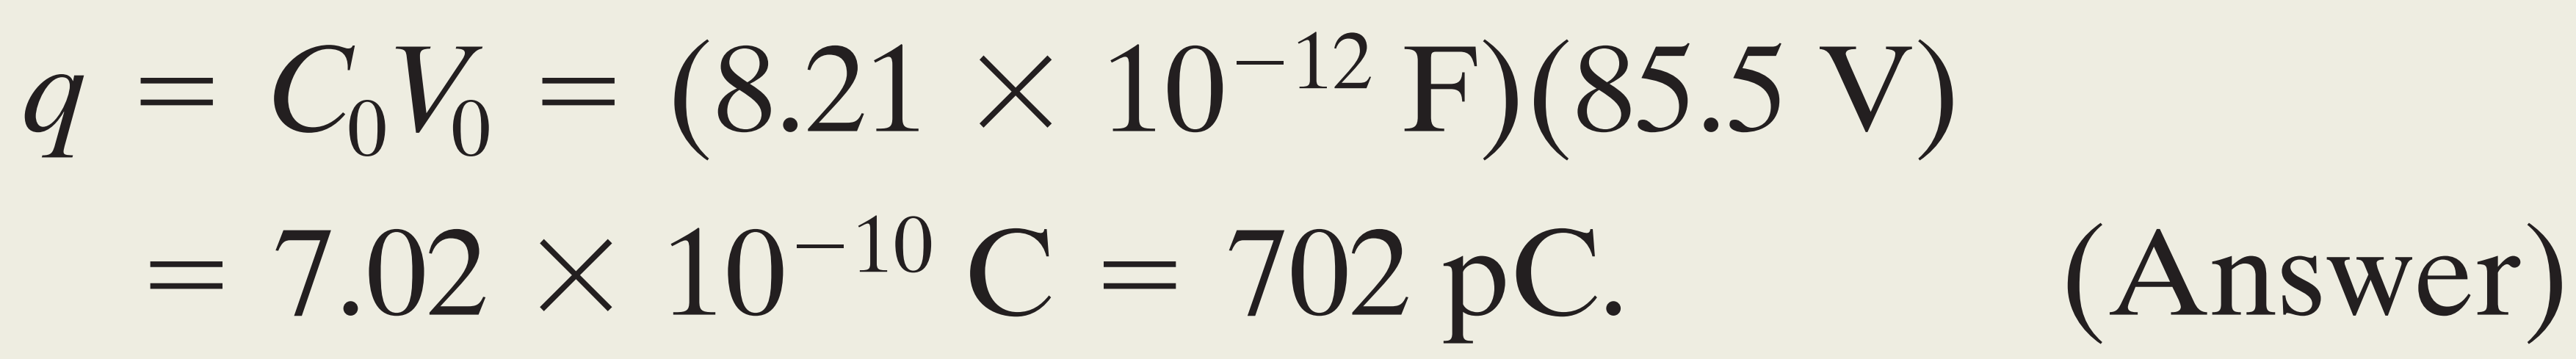 q = C₀V₀ = (8.21 × 10⁻¹² F)(85.5 V)
= 7.02 × 10⁻¹⁰ C = 702 pC. (Answer)